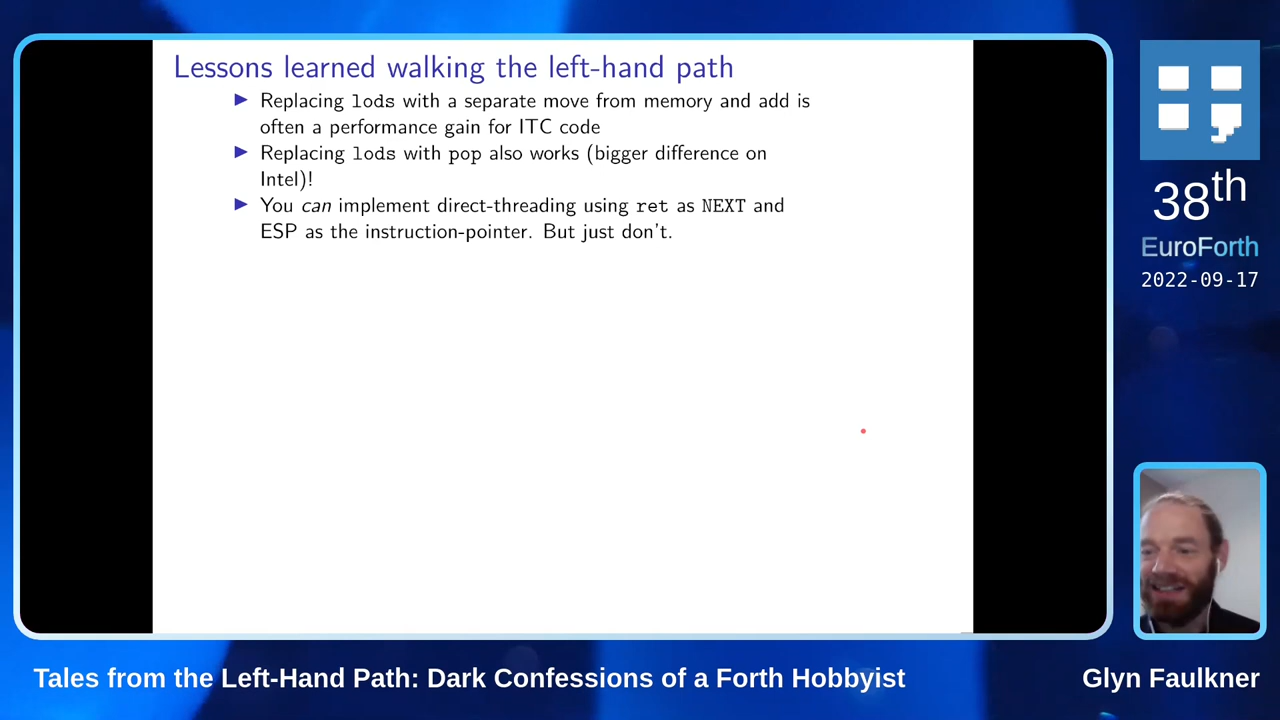 Lessons learned walking the left-hand path
▶ Replacing lods with a separate move from memory and add is
often a performance gain for ITC code
▶ Replacing lods with pop also works (bigger difference on
Intel)!
▶ You can implement direct-threading using ret as NEXT and
ESP as the instruction-pointer. But just don't.
38th
EuroForth
2022-09-17
Tales from the Left-Hand Path: Dark Confessions of a Forth Hobbyist
Glyn Faulkner